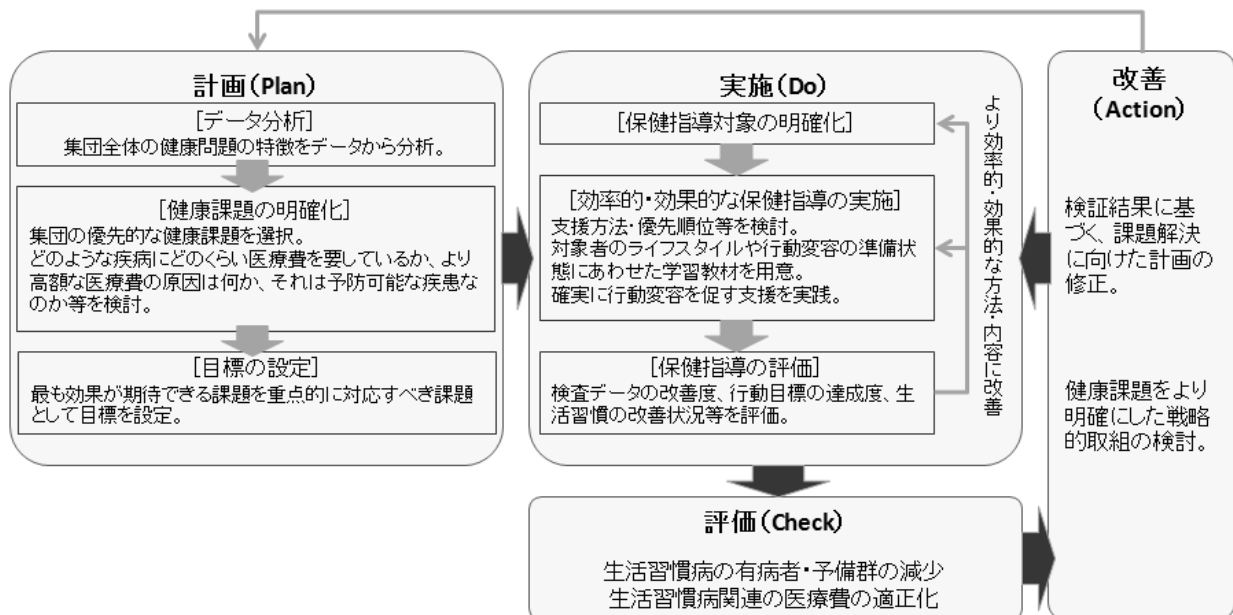 計画(Plan)
[データ分析]
集団全体の健康問題の特徴をデータから分析。
[健康課題の明確化]
集団の優先的な健康課題を選択。
どのような疾病にどのくらい医療費を要しているか、より
高額な医療費の原因は何か、それは予防可能な疾患な
のか等を検討。
[目標の設定]
最も効果が期待できる課題を重点的に対応すべき課題
として目標を設定。
実施(Do)
[保健指導対象の明確化]
[効率的・効果的な保健指導の実施]
支援方法・優先順位等を検討。
対象者のライフスタイルや行動変容の準備状
態にあわせた学習教材を用意。
確実に行動変容を促す支援を実践。
[保健指導の評価]
検査データの改善度、行動目標の達成度、生
活習慣の改善状況等を評価。
より効率的・効果的な方法・内容に改善
評価(Check)
生活習慣病の有病者・予備群の減少
生活習慣病関連の医療費の適正化
改善
(Action)
検証結果に基
づく、課題解決
に向けた計画の
修正。
健康課題をより
明確にした戦略
的取組の検討。